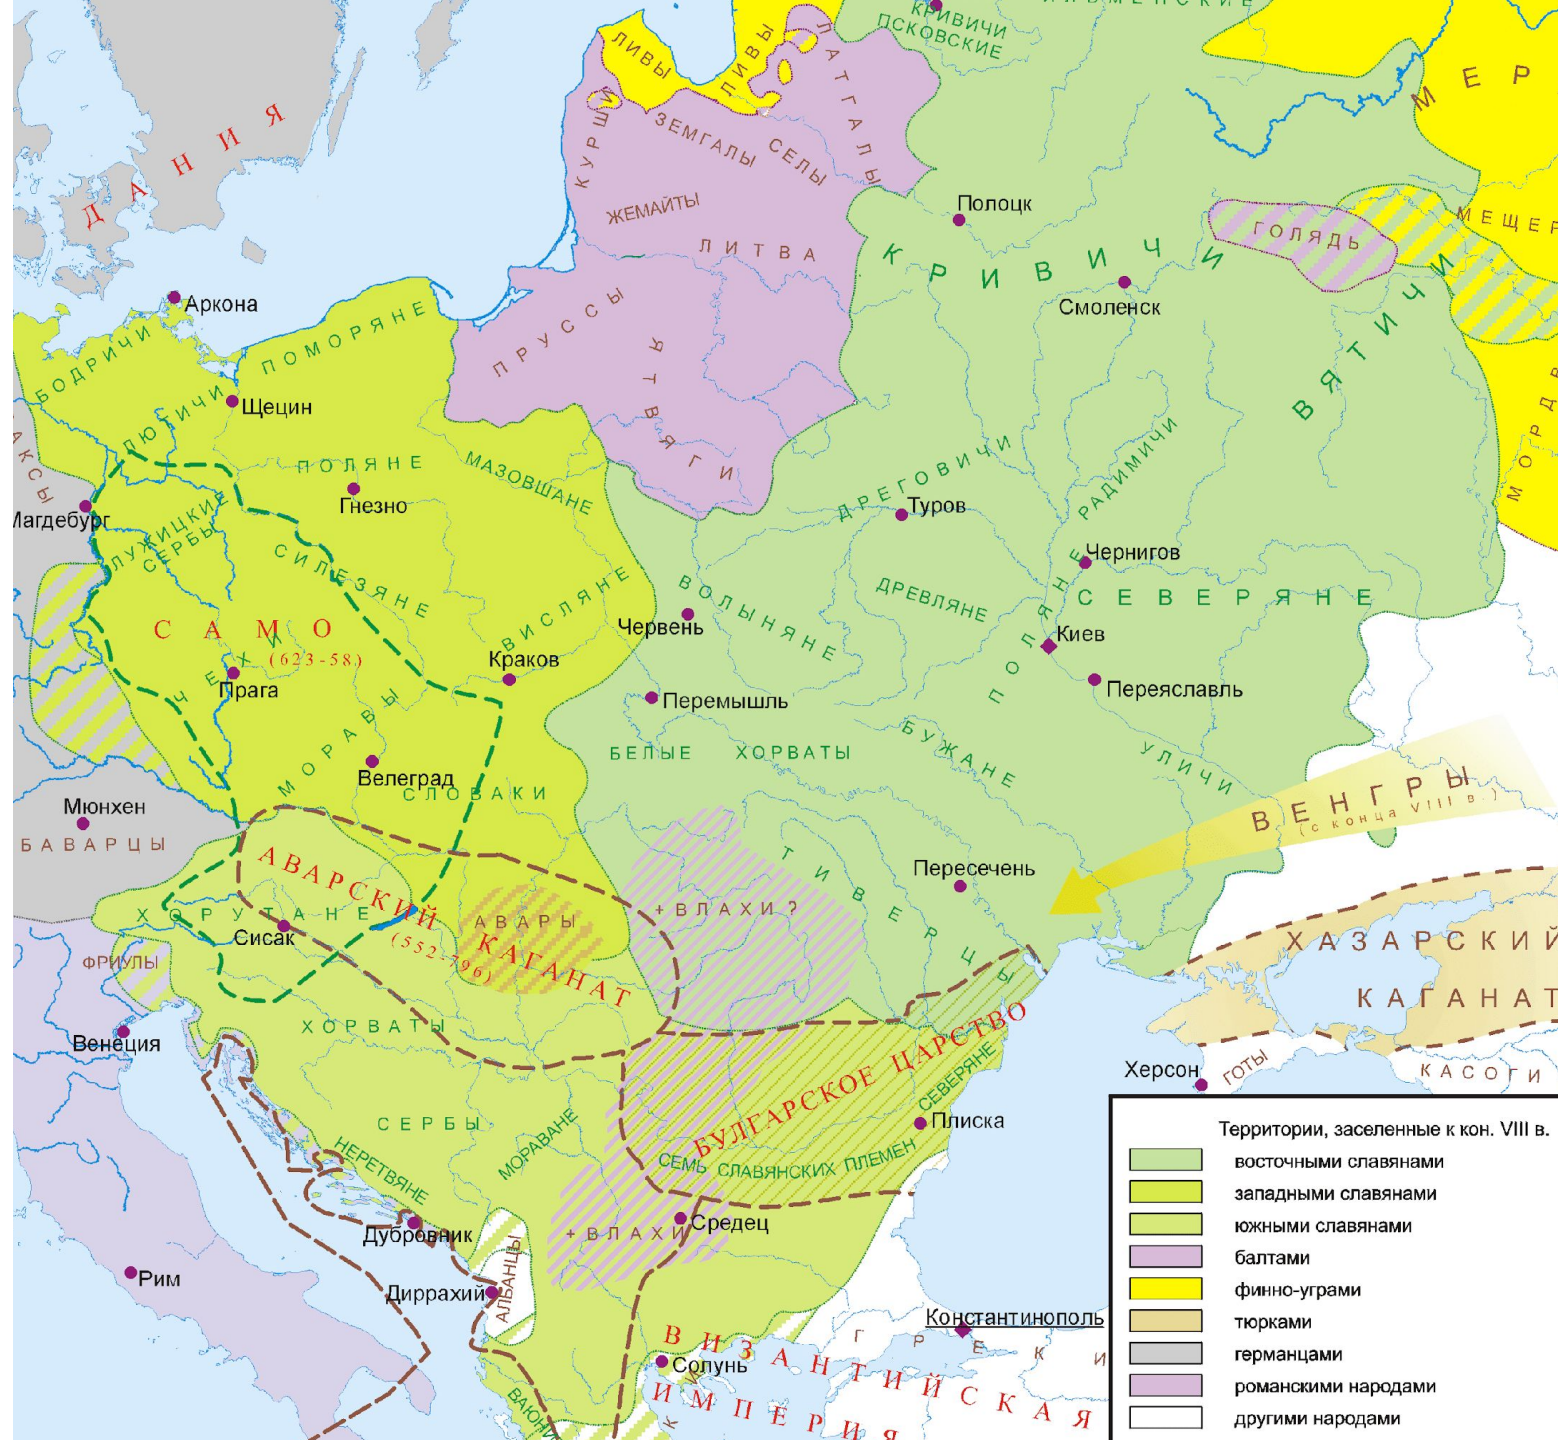 КРИВИЧИ
ПСКОВСКИЕ
ЛИВЫ
ЛИВЫ
ЛАТГАЛЫ
МЕР
ДАНИЯ
КУРШИ
ЗЕМГАЛЫ
СЕЛЫ
ЖЕМАЙТЫ
ЛИТВА
Полоцк
КРИВИЧИ
ГОЛЯДЬ
МЕЩЕР
Смоленск
ВЯТИЧИ
Аркона
БОДРИЧИ
ПОМОРЯНЕ
ПРУССЫ
ЯТВЯГИ
ЛЮТИЧИ
Щецин
МОРДВ
АКСЫ
ПОЛЯНЕ
МАЗОВШАНЕ
Гнезно
Магдебург
ЛУЖИЦКИЕ
СЕРБЫ
СИЛЕЗЯНЕ
ДРЕГОВИЧИ
РАДИМИЧИ
Туров
Чернигов
СЕВЕРЯНЕ
ДРЕВЛЯНЕ
ПОЛЯНЕ
Киев
ВОЛЫНЯНЕ
Червень
ВИСЛЯНЕ
САМО
(623-58)
ЧЕХИ
Прага
Краков
Перемышль
Переяславль
МОРАВЫ
Велеград
СЛОВАКИ
БЕЛЫЕ ХОРВАТЫ
БУЖАНЕ
УЛИЧИ
ВЕНГРЫ
(с конца VIII в.)
Мюнхен
БАВАРЦЫ
АВАРСКИЙ КАГАНАТ
(552-796)
АВАРЫ
ХОРУТАНЕ
Сисак
+ВЛАХИ?
ТИВЕРЦЫ
Пересечень
ХАЗАРСКИЙ
КАГАНАТ
ФРИУЛЫ
Венеция
ХОРВАТЫ
БУЛГАРСКОЕ ЦАРСТВО
СЕВЕРЯНЕ
Херсон
ГОТЫ
КАСОГИ
СЕРБЫ
МОРАВАНЕ
Плиска
СЕМЬ СЛАВЯНСКИХ ПЛЕМЕН
НЕРЕТВЯНЕ
Дубровник
+ВЛАХИ
Средец
Рим
Диррахий
АЛБАНЦЫ
Константинополь
ГРЕКИ
ВИЗАНТИЙСКАЯ
ИМПЕРИЯ
Солунь
Территории, заселенные к кон. VIII в.
восточными славянами
западными славянами
южными славянами
балтами
финно-уграми
тюрками
германцами
романскими народами
другими народами